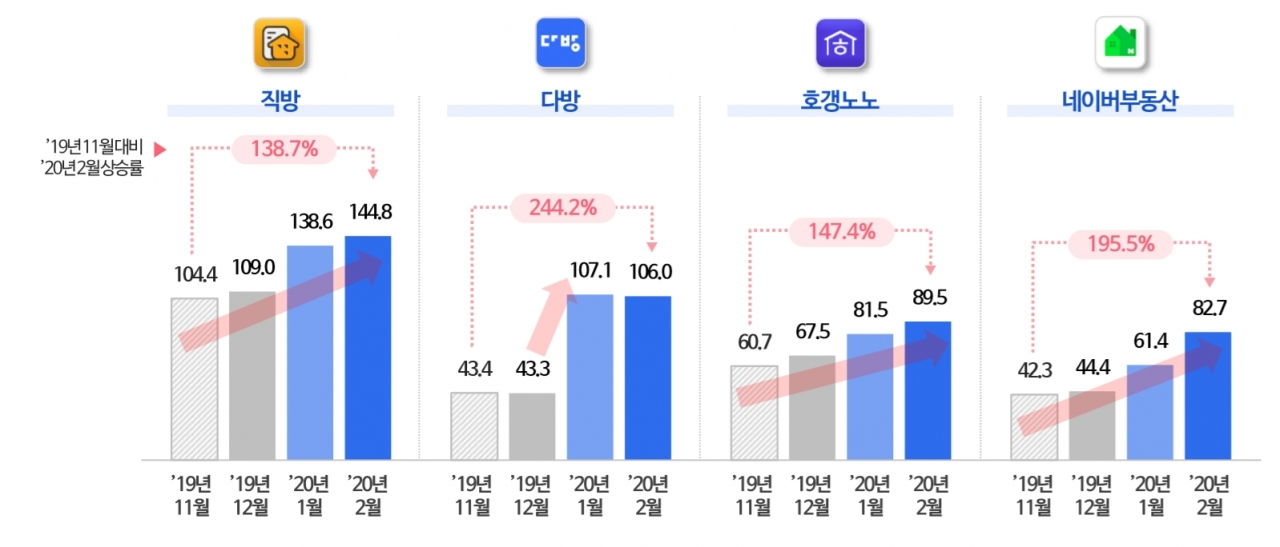 다방
직방
다방
호갱노노
네이버부동산
’19년 11월대비
’20년 2월상승률
138.7%
104.4
109.0
138.6
144.8
244.2%
43.4
43.3
107.1
106.0
147.4%
60.7
67.5
81.5
89.5
195.5%
42.3
44.4
61.4
82.7
’19년
11월
’19년
12월
’20년
1월
’20년
2월
’19년
11월
’19년
12월
’20년
1월
’20년
2월
’19년
11월
’19년
12월
’20년
1월
’20년
2월
’19년
11월
’19년
12월
’20년
1월
’20년
2월